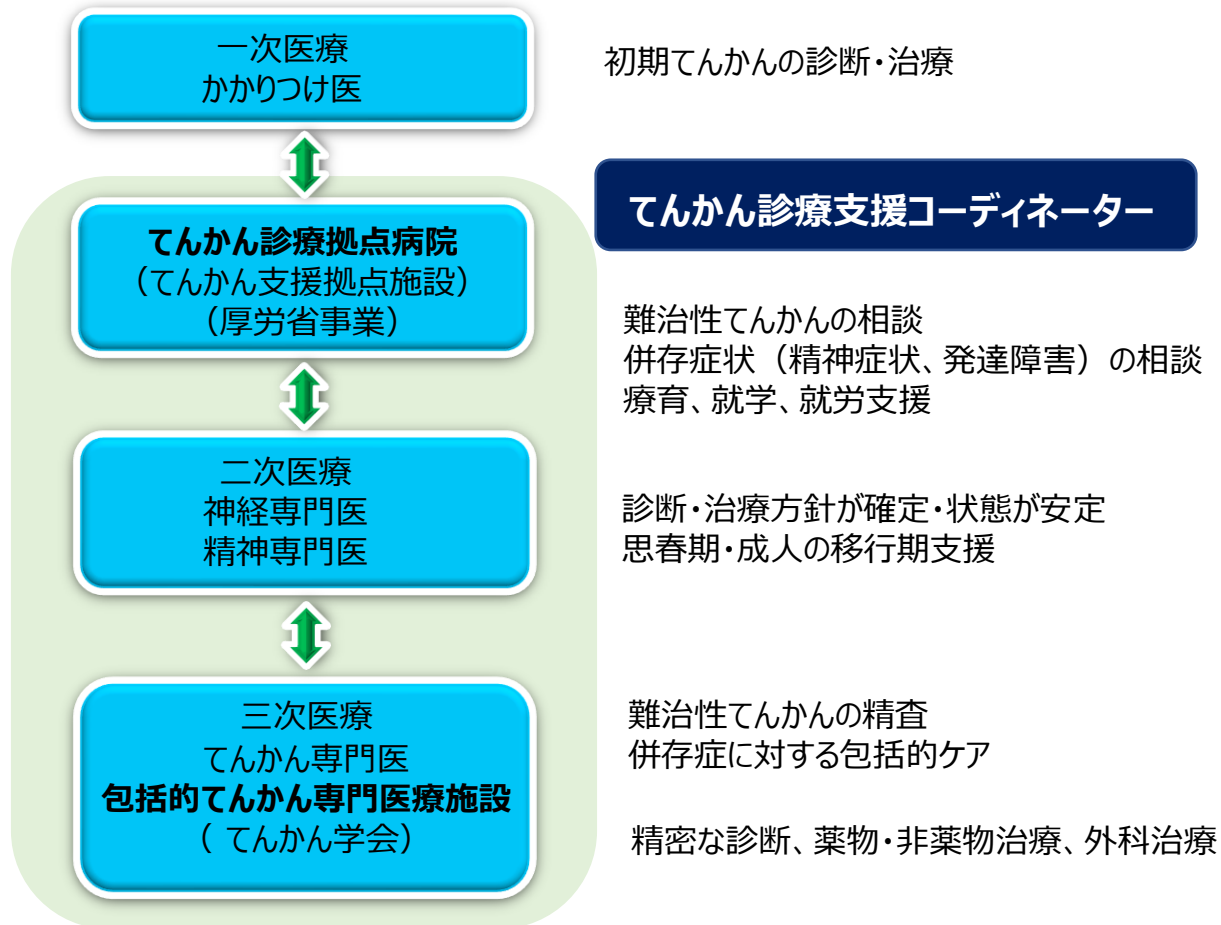 一次医療
かかりつけ医
初期てんかんの診断・治療
てんかん診療支援コーディネーター
てんかん診療拠点病院
（てんかん支援拠点施設）
（厚労省事業）
難治性てんかんの相談
併存症状（精神症状、発達障害）の相談
療育、就学、就労支援
二次医療
神経専門医
精神専門医
診断・治療方針が確定・状態が安定
思春期・成人の移行期支援
三次医療
てんかん専門医
包括的てんかん専門医療施設
（ てんかん学会）
難治性てんかんの精査
併存症に対する包括的ケア
精密な診断、薬物・非薬物治療、外科治療